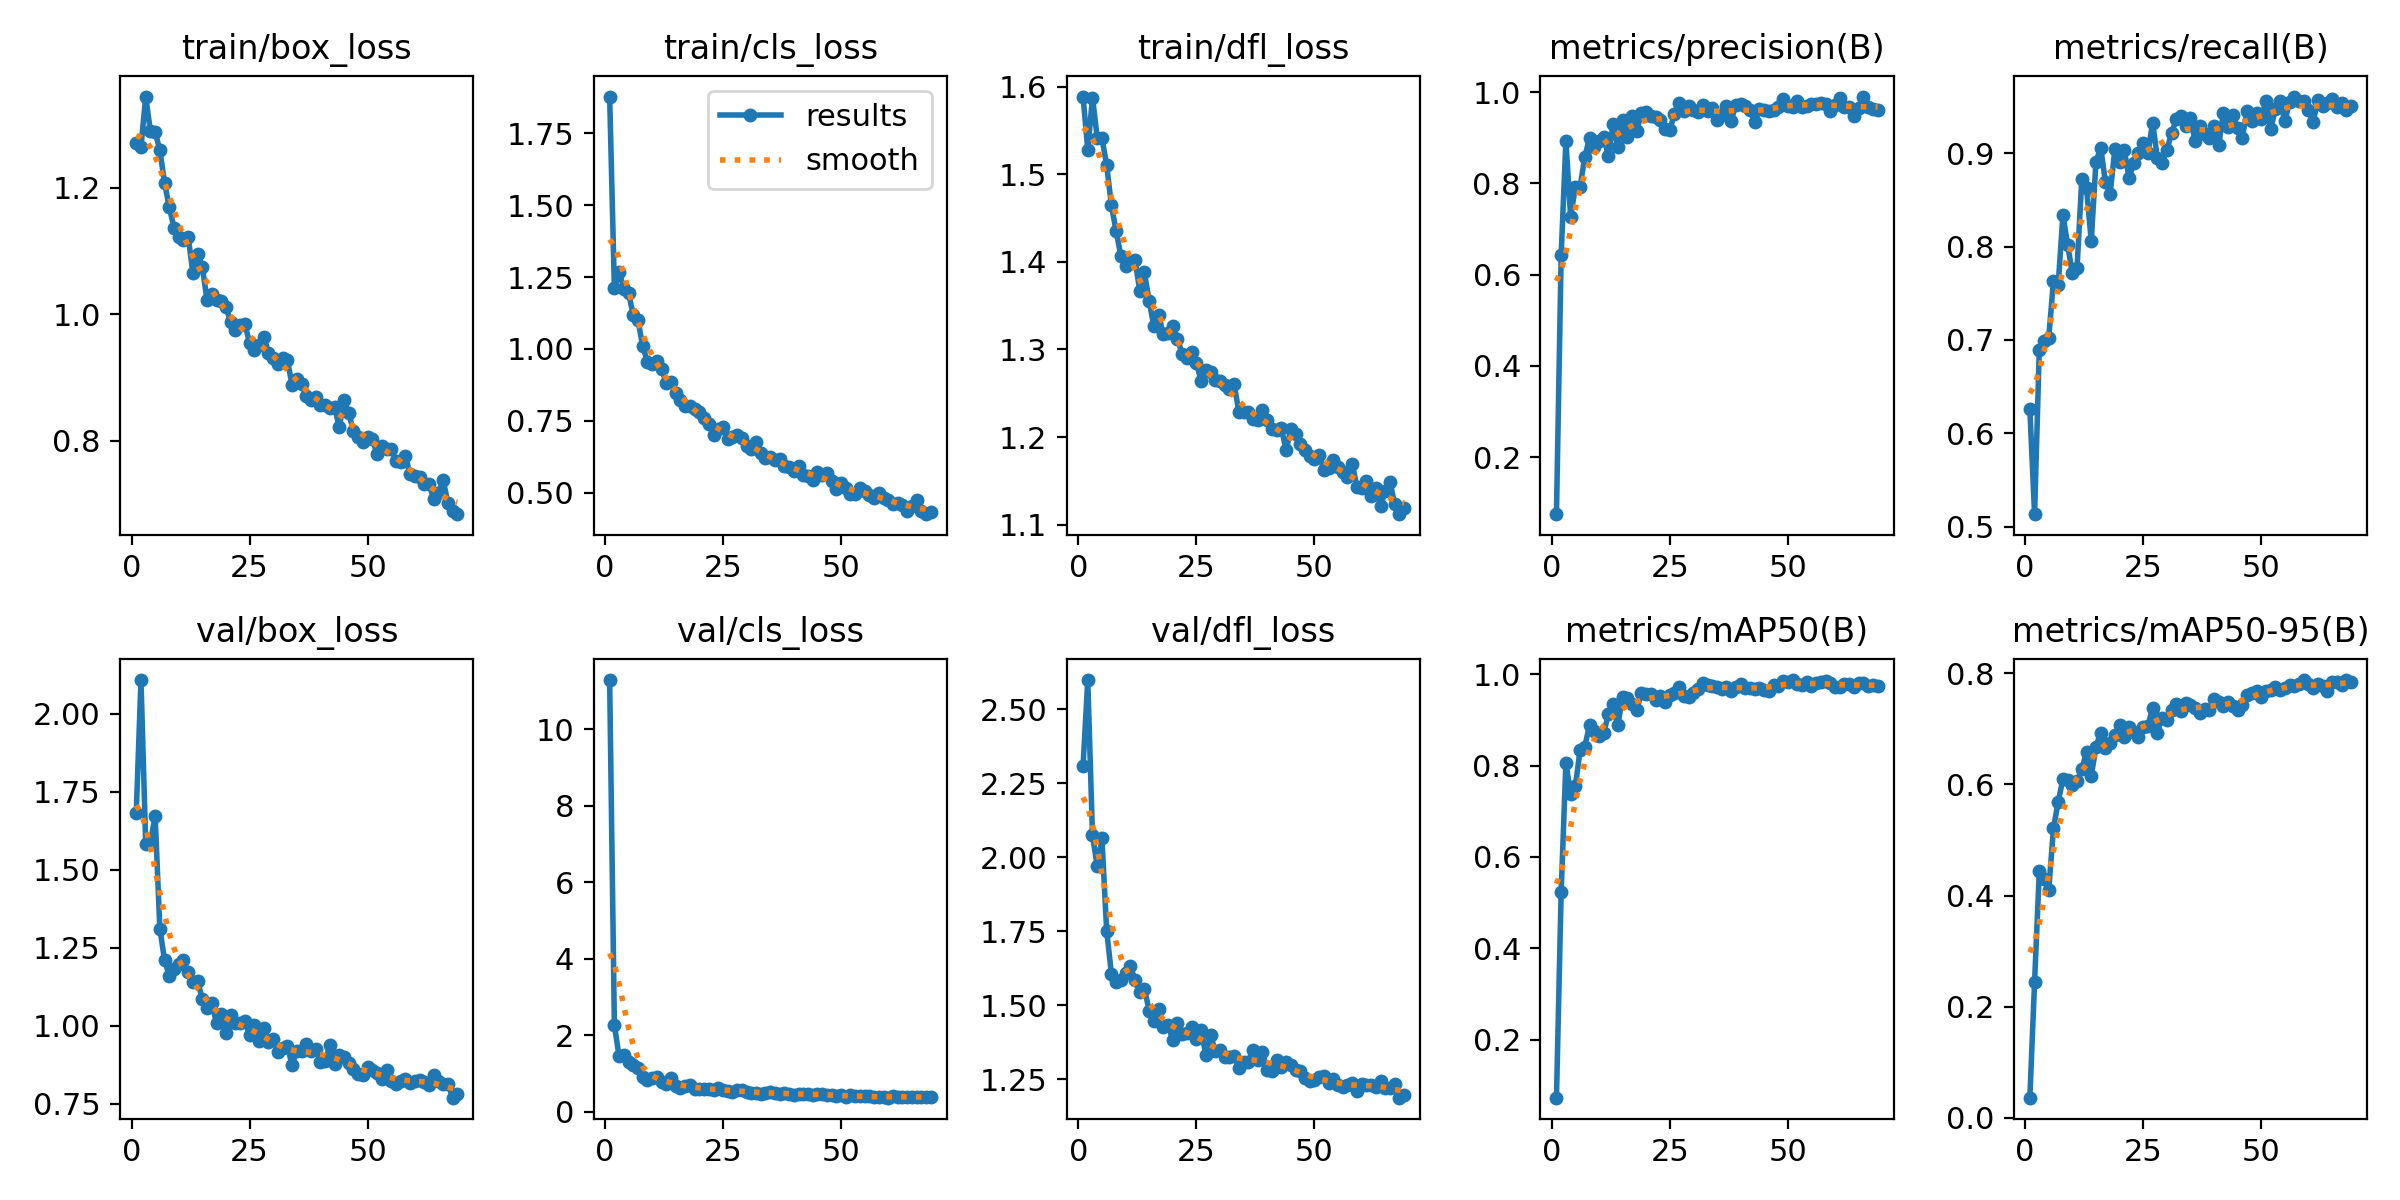 train/box_loss
1.2
1.0
0.8
0 25 50
train/cls_loss
results
smooth
1.75
1.50
1.25
1.00
0.75
0.50
0 25 50
train/dfl_loss
1.6
1.5
1.4
1.3
1.2
1.1
0 25 50
metrics/precision(B)
1.0
0.8
0.6
0.4
0.2
0 25 50
metrics/recall(B)
0.9
0.8
0.7
0.6
0.5
0 25 50
val/box_loss
2.00
1.75
1.50
1.25
1.00
0.75
0 25 50
val/cls_loss
10
8
6
4
2
0
0 25 50
val/dfl_loss
2.50
2.25
2.00
1.75
1.50
1.25
0 25 50
metrics/mAP50(B)
1.0
0.8
0.6
0.4
0.2
0 25 50
metrics/mAP50-95(B)
0.8
0.6
0.4
0.2
0.0
0 25 50